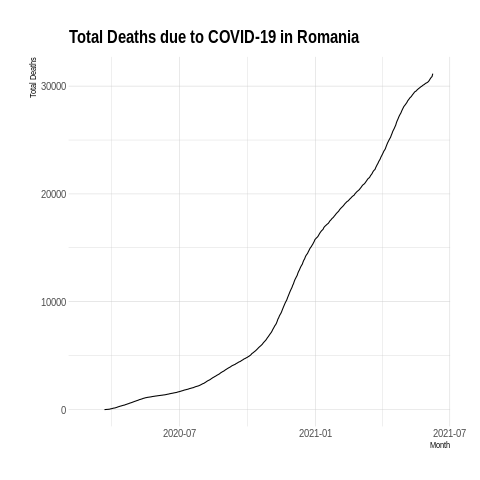 Total Deaths due to COVID-19 in Romania
Total Deaths
30000
20000
10000
0
2020-07
2021-01
2021-07
Month